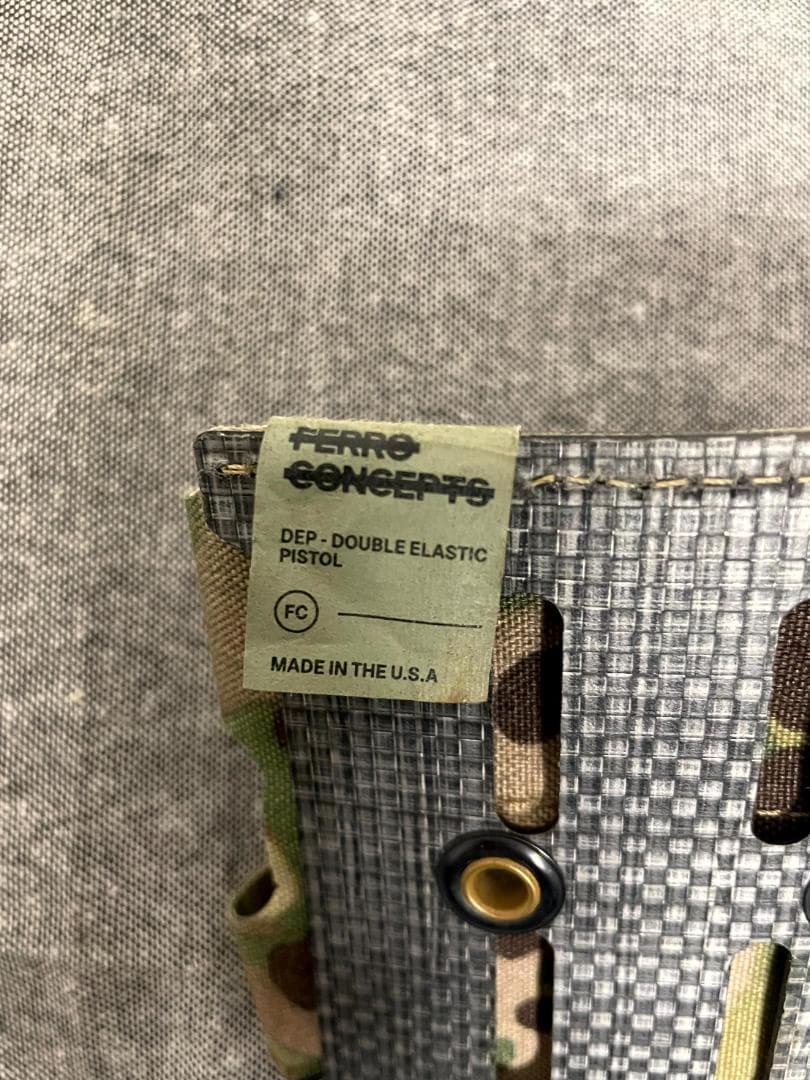 FERRO
CONCEPTS
DEP - DOUBLE ELASTIC
PISTOL
FC
MADE IN THE U.S.A